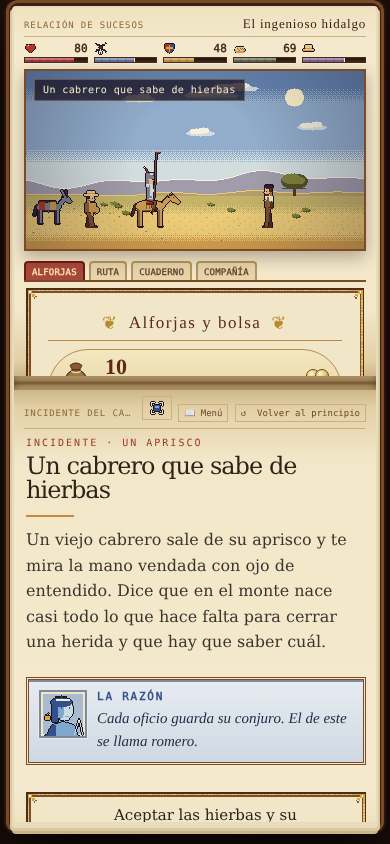 RELACIÓN DE SUCESOS
El ingenioso hidalgo
80
48
69
Un cabrero que sabe de hierbas
ALFORJAS
RUTA
CUADERNO
COMPAÑÍA
Alforjas y bolsa
10
INCIDENTE DEL CA…
Menú
Volver al principio
INCIDENTE · UN APRISCO
Un cabrero que sabe de
hierbas
Un viejo cabrero sale de su aprisco y te
mira la mano vendada con ojo de
entendido. Dice que en el monte nace
casi todo lo que hace falta para cerrar
una herida y que hay que saber cuál.
LA RAZÓN
Cada oficio guarda su conjuro. El de este
se llama romero.
Aceptar las hierbas y su